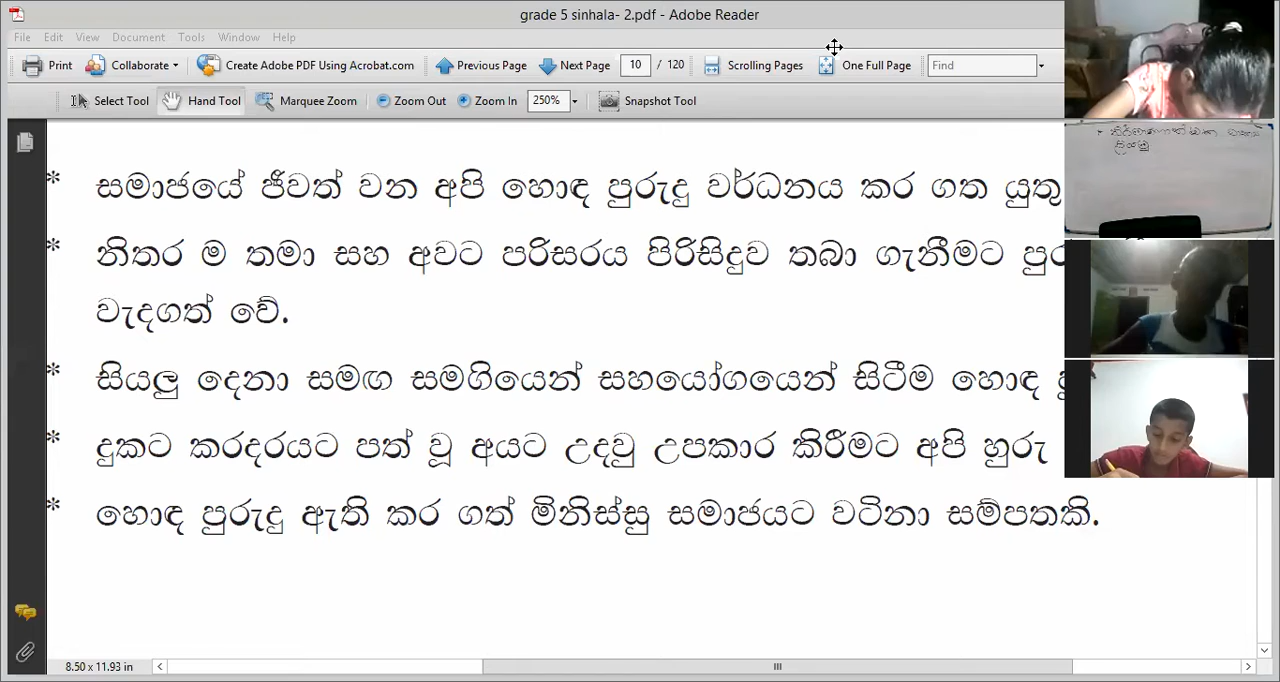 grade 5 sinhala- 2.pdf - Adobe Reader
File Edit View Document Tools Window Help
Print Collaborate Create Adobe PDF Using Acrobat.com Previous Page Next Page 10 / 120 Scrolling Pages One Full Page Find
Select Tool Hand Tool Marquee Zoom Zoom Out Zoom In 250% Snapshot Tool
* සමාජයේ ජීවත් වන අපි හොඳ පුරුදු වර්ධනය කර ගත යුතු
* නිතර ම තමා සහ අවට පරිසරය පිරිසිදුව තබා ගැනීමට පුර
වැදගත් වේ.
* සියලු දෙනා සමඟ සමගියෙන් සහයෝගයෙන් සිටීම හොඳ
* දුකට කරදරයට පත් වූ අයට උදවු උපකාර කිරීමට අපි හුරු
* හොඳ පුරුදු ඇති කර ගත් මිනිස්සු සමාජයට වටිනා සම්පතකි.
8.50 x 11.93 in